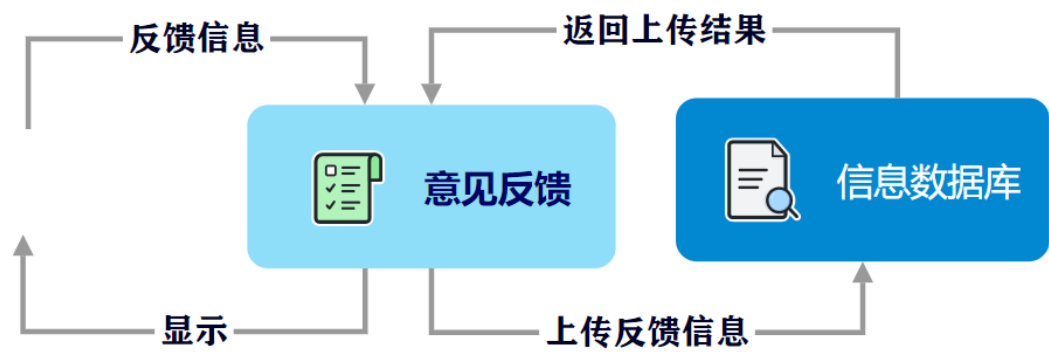 反馈信息
返回上传结果
意见反馈
信息数据库
显示
上传反馈信息